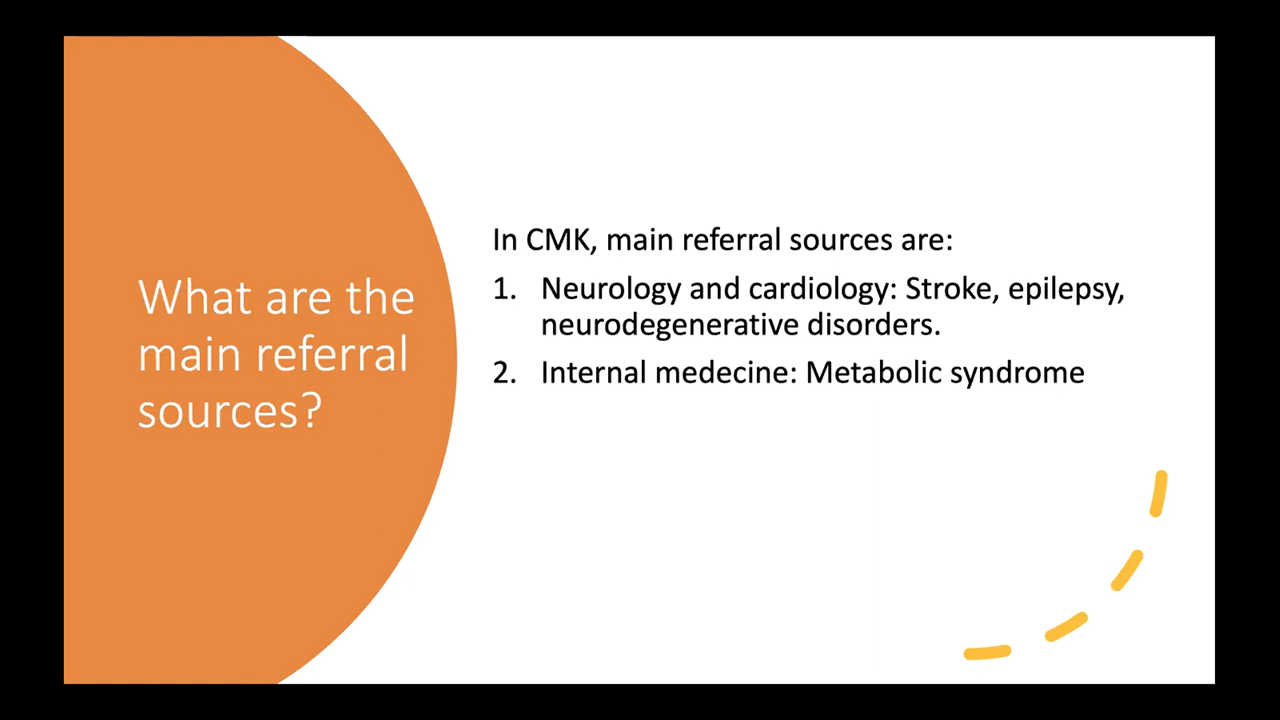 What are the
main referral
sources?
In CMK, main referral sources are:
1. Neurology and cardiology: Stroke, epilepsy,
neurodegenerative disorders.
2. Internal medecine: Metabolic syndrome